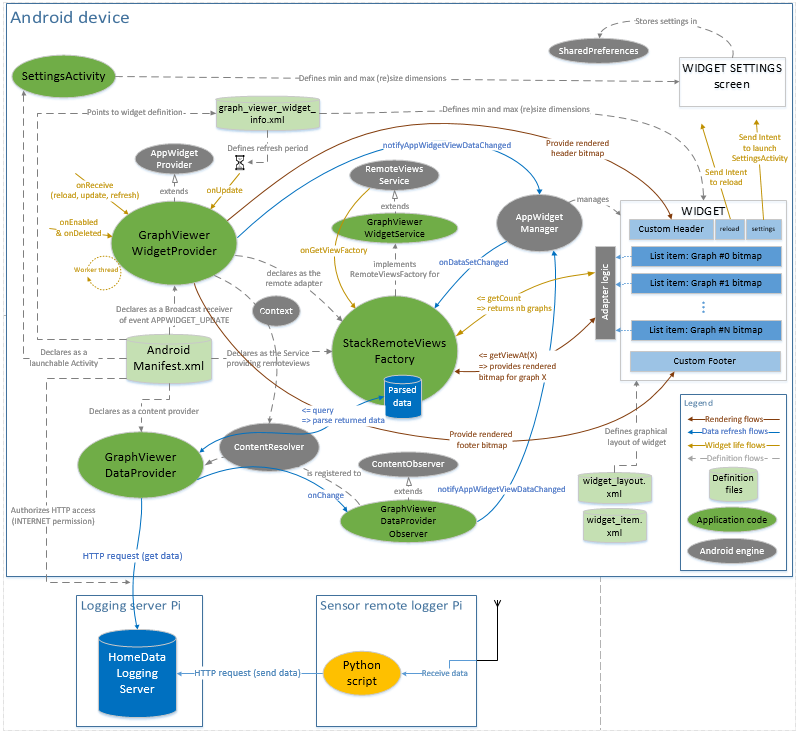 Android device
Stores settings in
SharedPreferences
SettingsActivity
Defines min and max (re)size dimensions
WIDGET SETTINGS
screen
Points to widget definition
graph_viewer_widget_
info.xml
Defines min and max (re)size dimensions
Defines refresh period
notifyAppWidgetViewDataChanged
Provide rendered
header bitmap
Send Intent
to launch
SettingsActivity
AppWidget
Provider
RemoteViews
Service
Send Intent
to reload
onReceive
(reload, update, refresh)
extends
onUpdate
extends
manages
onEnabled
& onDeleted
GraphViewer
WidgetProvider
GraphViewer
WidgetService
AppWidget
Manager
WIDGET
Custom Header
reload
settings
onGetViewFactory
implements
RemoteViewsFactory for
onDataSetChanged
List item: Graph #0 bitmap
Worker thread
declares as the
remote adapter
Adapter logic
List item: Graph #1 bitmap
<= getCount
=> returns nb graphs
Declares as a Broadcast receiver
of event APPWIDGET_UPDATE
Context
List item: Graph #N bitmap
StackRemoteViews
Factory
Declares as a
launchable Activity
Android
Manifest.xml
Declares as the Service
providing remoteviews
<= getViewAt(X)
=> provides rendered
bitmap for graph X
Custom Footer
Parsed
data
Declares as a content provider
<= query
=> parse returned data
Provide rendered
footer bitmap
Defines graphical
layout of widget
Legend
Rendering flows
Data refresh flows
Widget life flows
Definition flows
Definition
files
Application code
Android engine
GraphViewer
DataProvider
ContentResolver
ContentObserver
is registered to
extends
onChange
notifyAppWidgetViewDataChanged
widget_layout.
xml
widget_item.
xml
GraphViewer
DataProvider
Observer
Authorizes HTTP access
(INTERNET permission)
HTTP request (get data)
Logging server Pi
Sensor remote logger Pi
HomeData
Logging
Server
HTTP request (send data)
Python
script
Receive data